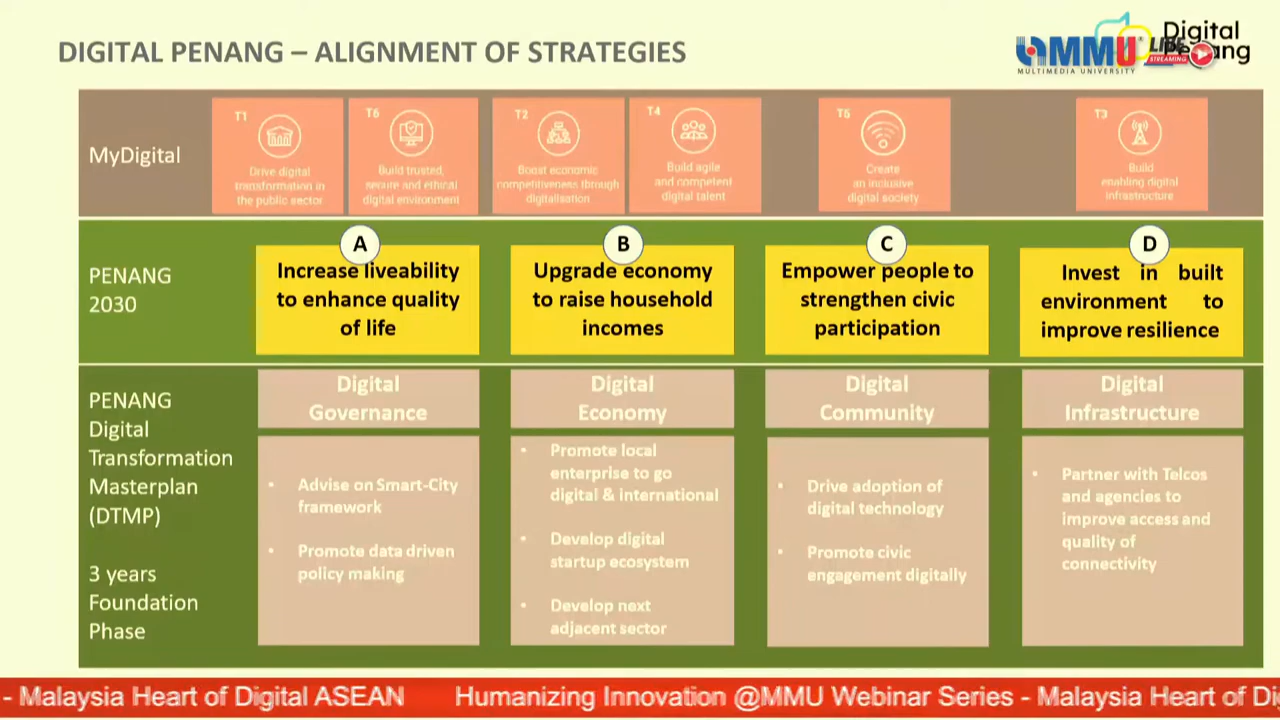 DIGITAL PENANG – ALIGNMENT OF STRATEGIES
MMU
MULTIMEDIA UNIVERSITY
LIVE
STREAMING
Digital
Penang
MyDigital
T1
Drive digital
transformation in
the public sector
T6
Build trusted,
secure and ethical
digital environment
T2
Boost economic
competitiveness through
digitalisation
T4
Build agile
and competent
digital talent
T5
Create
an inclusive
digital society
T3
Build
enabling digital
infrastructure
PENANG
2030
A
Increase liveability
to enhance quality
of life
B
Upgrade economy
to raise household
incomes
C
Empower people to
strengthen civic
participation
D
Invest in built
environment to
improve resilience
PENANG
Digital
Transformation
Masterplan
(DTMP)
3 years
Foundation
Phase
Digital
Governance
• Advise on Smart-City
framework
• Promote data driven
policy making
Digital
Economy
• Promote local
enterprise to go
digital & international
• Develop digital
startup ecosystem
• Develop next
adjacent sector
Digital
Community
• Drive adoption of
digital technology
• Promote civic
engagement digitally
Digital
Infrastructure
• Partner with Telcos
and agencies to
improve access and
quality of
connectivity
- Malaysia Heart of Digital ASEAN Humanizing Innovation @MMU Webinar Series - Malaysia Heart of Dig